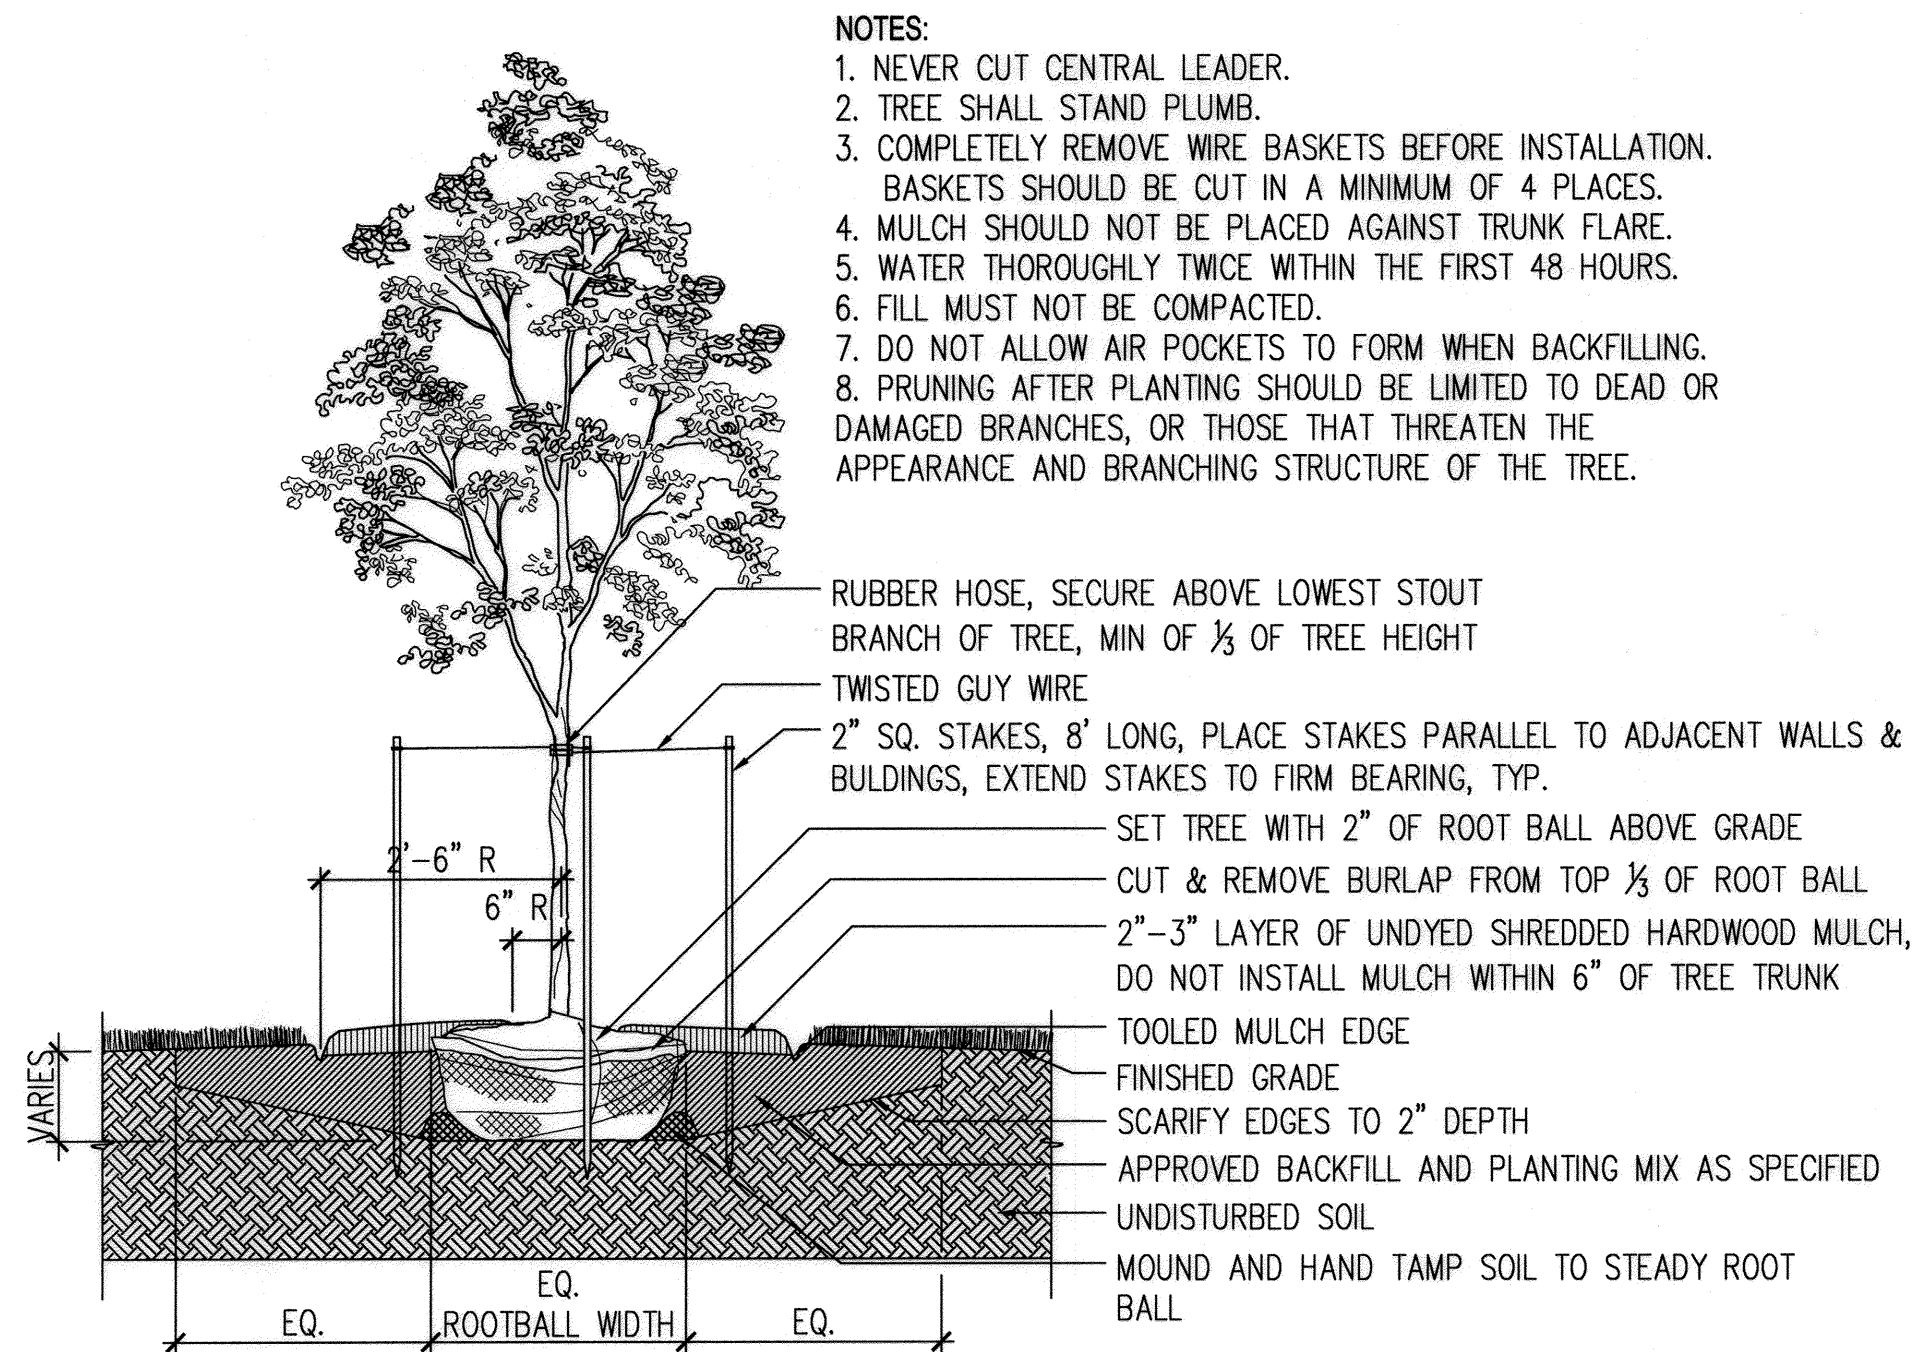 NOTES:
1. NEVER CUT CENTRAL LEADER.
2. TREE SHALL STAND PLUMB.
3. COMPLETELY REMOVE WIRE BASKETS BEFORE INSTALLATION.
BASKETS SHOULD BE CUT IN A MINIMUM OF 4 PLACES.
4. MULCH SHOULD NOT BE PLACED AGAINST TRUNK FLARE.
5. WATER THOROUGHLY TWICE WITHIN THE FIRST 48 HOURS.
6. FILL MUST NOT BE COMPACTED.
7. DO NOT ALLOW AIR POCKETS TO FORM WHEN BACKFILLING.
8. PRUNING AFTER PLANTING SHOULD BE LIMITED TO DEAD OR
DAMAGED BRANCHES, OR THOSE THAT THREATEN THE
APPEARANCE AND BRANCHING STRUCTURE OF THE TREE.
RUBBER HOSE, SECURE ABOVE LOWEST STOUT
BRANCH OF TREE, MIN OF ⅓ OF TREE HEIGHT
TWISTED GUY WIRE
2" SQ. STAKES, 8' LONG, PLACE STAKES PARALLEL TO ADJACENT WALLS &
BULDINGS, EXTEND STAKES TO FIRM BEARING, TYP.
SET TREE WITH 2" OF ROOT BALL ABOVE GRADE
2'-6" R
CUT & REMOVE BURLAP FROM TOP ⅓ OF ROOT BALL
6" R
2"-3" LAYER OF UNDYED SHREDDED HARDWOOD MULCH,
DO NOT INSTALL MULCH WITHIN 6" OF TREE TRUNK
TOOLED MULCH EDGE
FINISHED GRADE
VARIES
SCARIFY EDGES TO 2" DEPTH
APPROVED BACKFILL AND PLANTING MIX AS SPECIFIED
UNDISTURBED SOIL
MOUND AND HAND TAMP SOIL TO STEADY ROOT
BALL
EQ.
EQ.
ROOTBALL WIDTH
EQ.